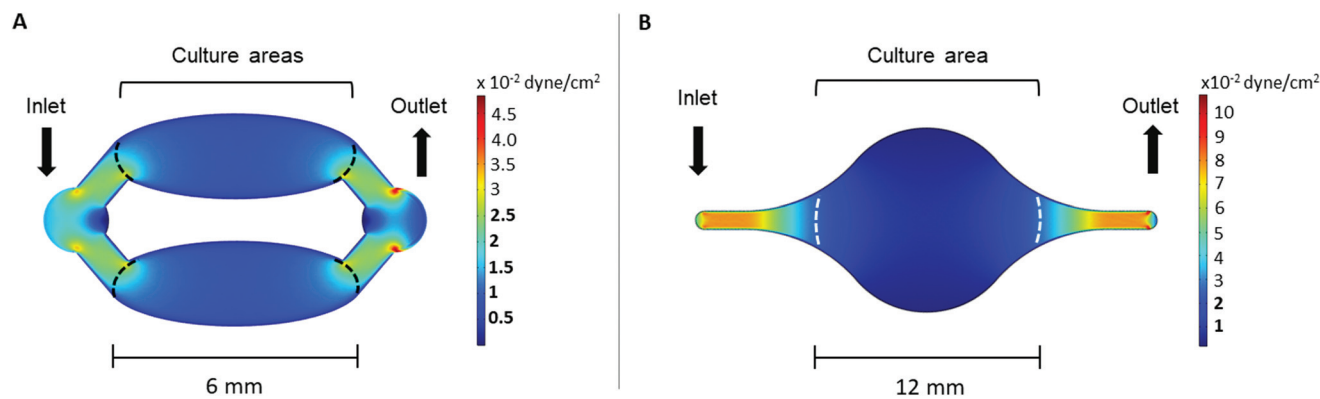 A
Culture areas
Inlet
Outlet
x 10⁻² dyne/cm²
4.5
4.0
3.5
3
2.5
2
1.5
1
0.5
6 mm
B
Culture area
Inlet
Outlet
x10⁻² dyne/cm²
10
9
8
7
6
5
4
3
2
1
12 mm